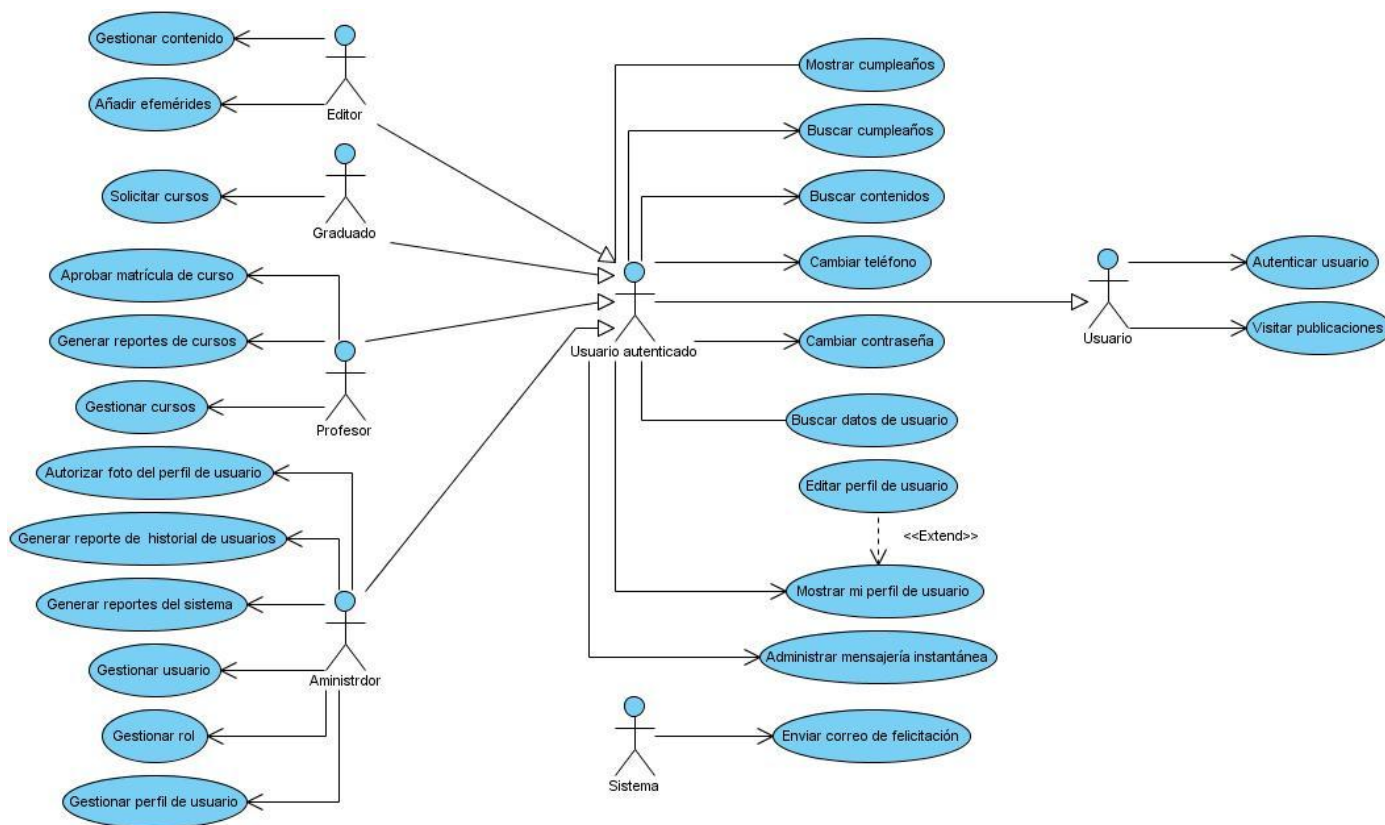 Gestionar contenido
Añadir efemérides
Editor
Solicitar cursos
Graduado
Aprobar matrícula de curso
Generar reportes de cursos
Gestionar cursos
Profesor
Autorizar foto del perfil de usuario
Generar reporte de historial de usuarios
Generar reportes del sistema
Gestionar usuario
Aministrdor
Gestionar rol
Gestionar perfil de usuario
Mostrar cumpleaños
Buscar cumpleaños
Buscar contenidos
Cambiar teléfono
Usuario autenticado
Cambiar contraseña
Buscar datos de usuario
Editar perfil de usuario
<<Extend>>
Mostrar mi perfil de usuario
Administrar mensajería instantánea
Enviar correo de felicitación
Sistema
Autenticar usuario
Visitar publicaciones
Usuario